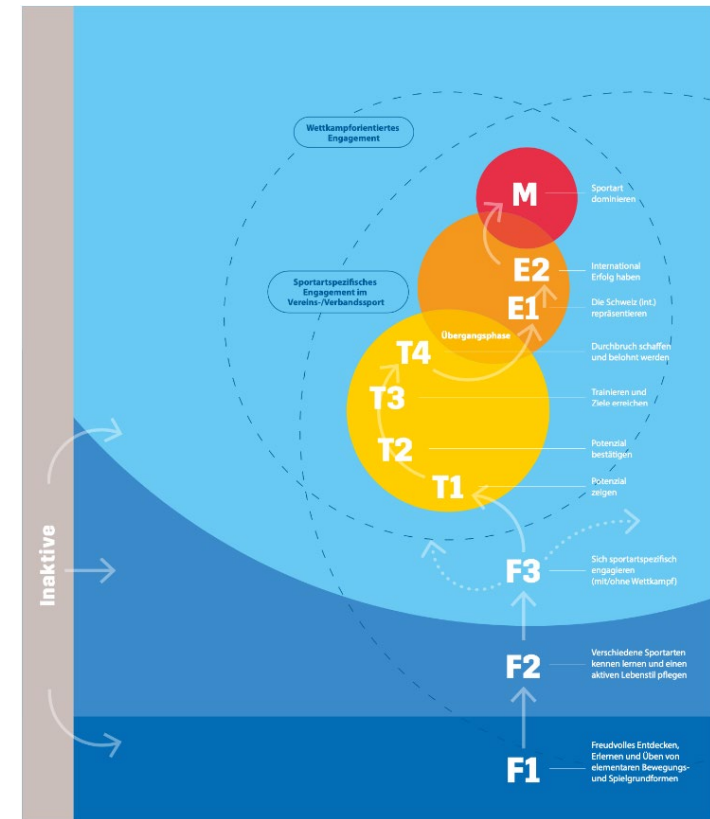 Wettkampforientiertes
Engagement
M
Sportart
dominieren
Sportartspezifisches
Engagement im
Vereins-/Verbandssport
E2
International
Erfolg haben
E1
Die Schweiz (int.)
repräsentieren
Übergangsphase
T4
Durchbruch schaffen
und belohnt werden
T3
Trainieren und
Ziele erreichen
T2
Potenzial
bestätigen
T1
Potenzial
zeigen
Inaktive
F3
Sich sportartspezifisch
engagieren
(mit/ohne Wettkampf)
F2
Verschiedene Sportarten
kennen lernen und einen
aktiven Lebenstil pflegen
F1
Freudvolles Entdecken,
Erlernen und Üben von
elementaren Bewegungs-
und Spielgrundformen